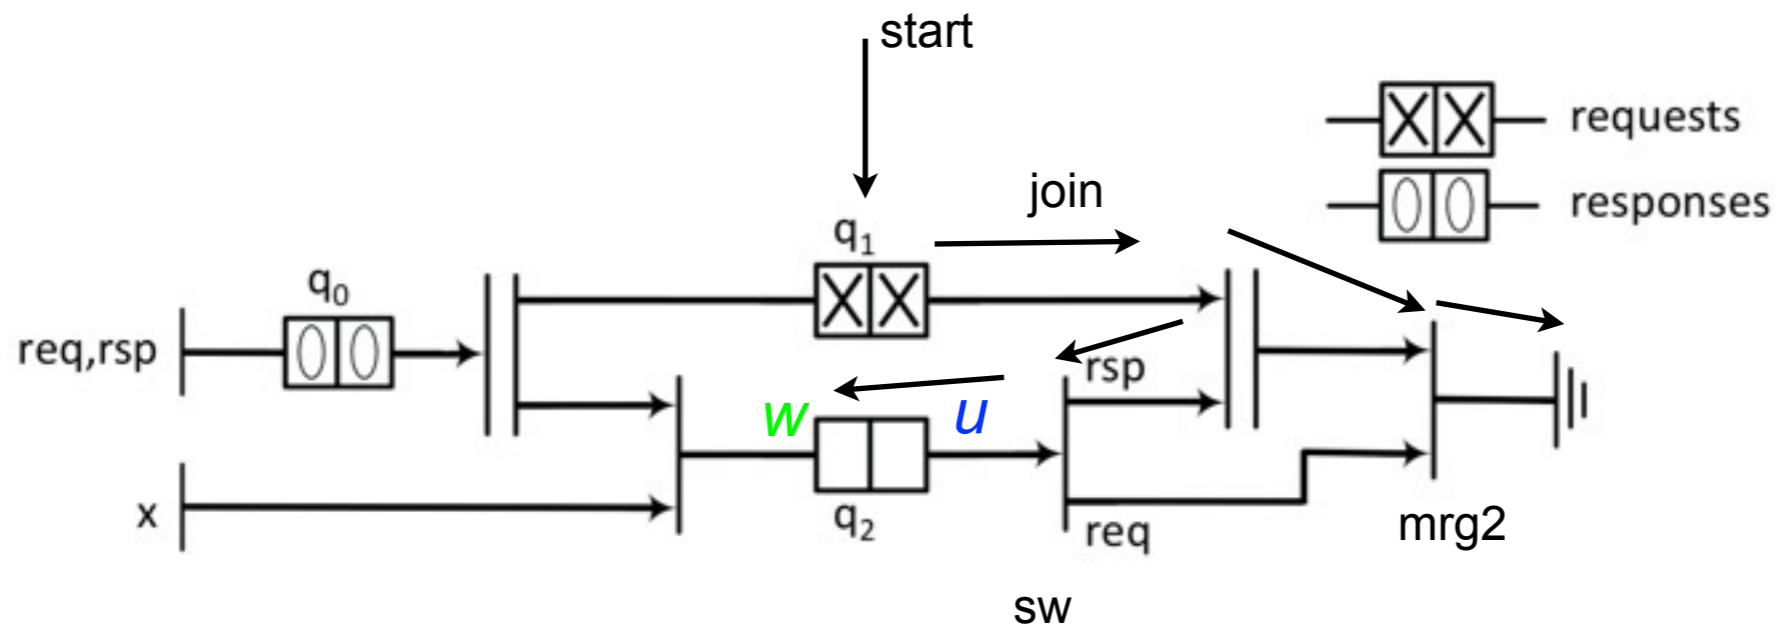 start
requests
join
responses
q1
q0
req,rsp
rsp
w
u
x
q2
req
mrg2
sw